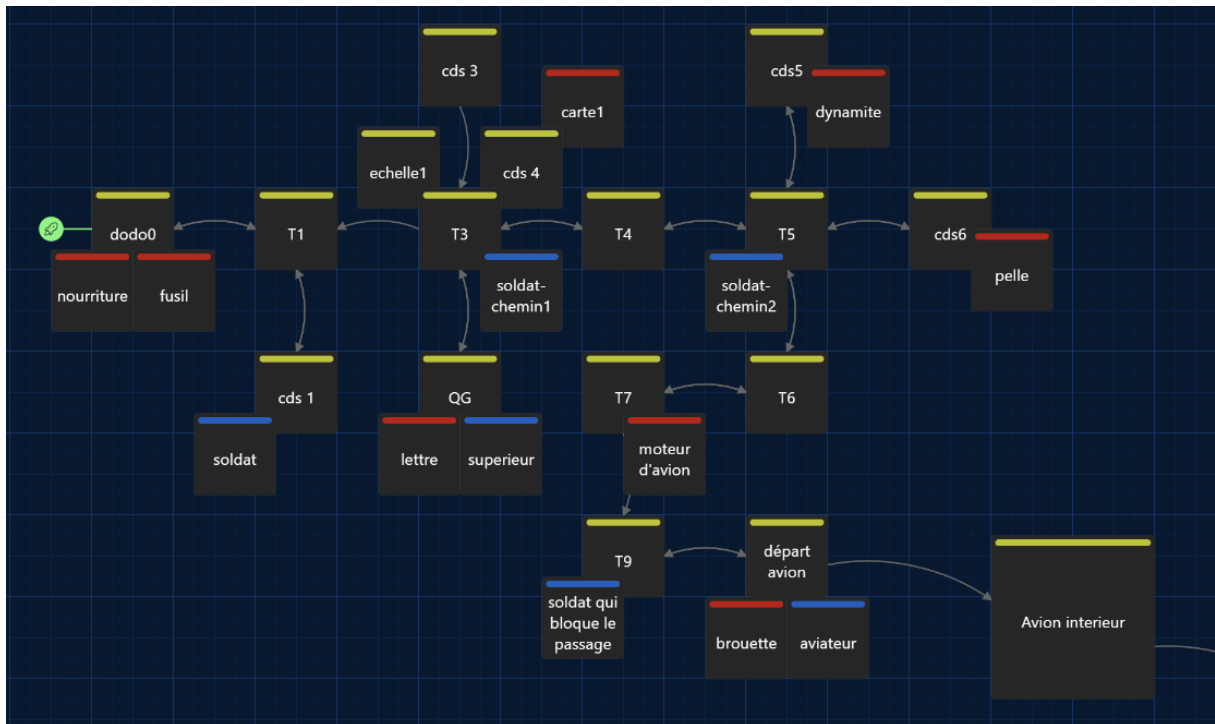 cds 3
cds5
carte1
dynamite
echelle1
cds 4
dodo0
T1
T3
T4
T5
cds6
nourriture
fusil
soldat-
chemin1
soldat-
chemin2
pelle
cds 1
QG
T7
T6
soldat
lettre
superieur
moteur
d'avion
T9
départ
avion
soldat qui
bloque le
passage
brouette
aviateur
Avion interieur